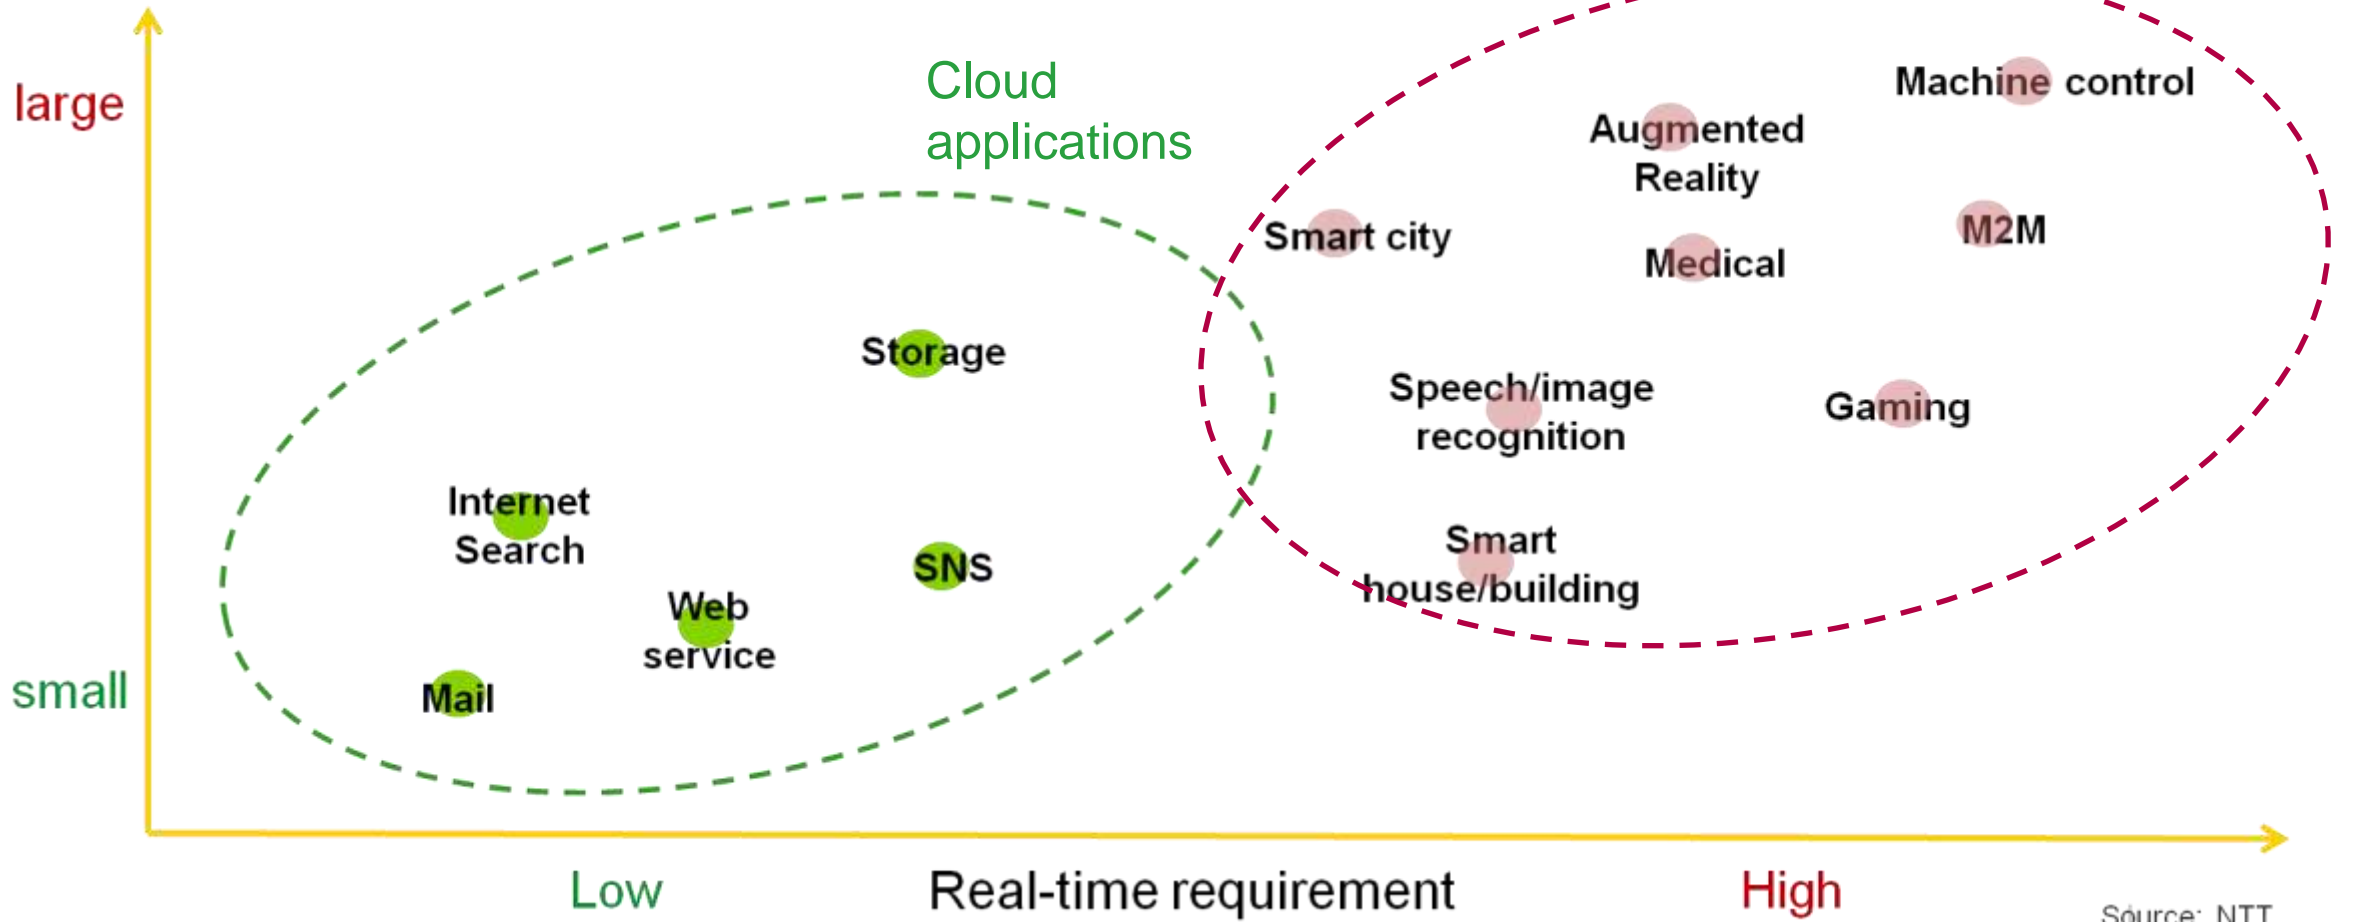 large
Cloud
applications
Machine control
Augmented
Reality
Smart city
M2M
Medical
Storage
Speech/image
recognition
Gaming
Internet
Search
SNS
Smart
house/building
Web
service
Mail
small
Low
Real-time requirement
High
Source: NTT